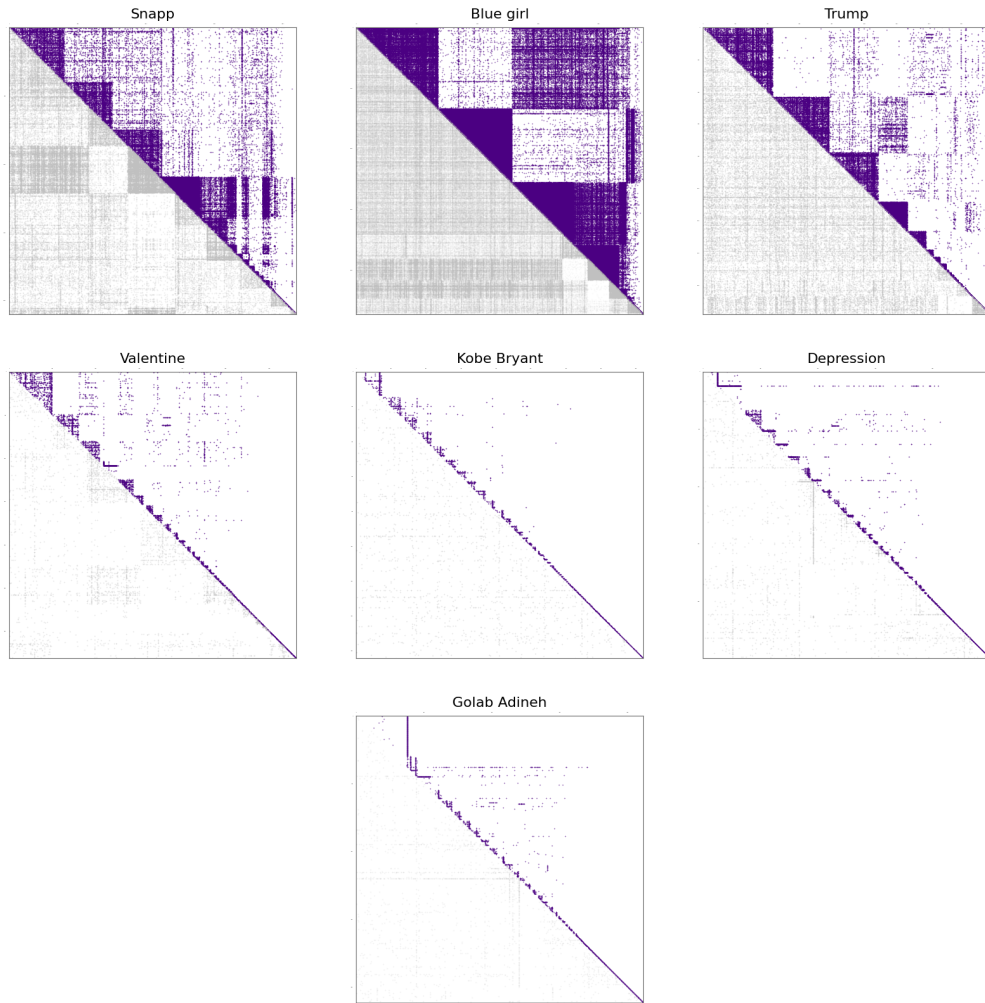 Snapp
Blue girl
Trump
Valentine
Kobe Bryant
Depression
Golab Adineh